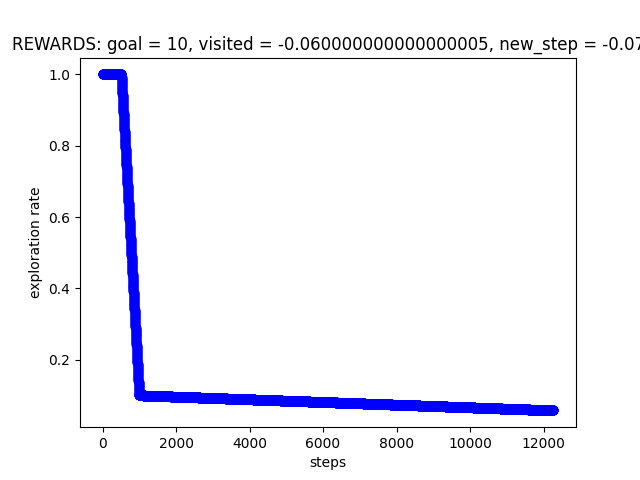 REWARDS: goal = 10, visited = -0.060000000000000005, new_step = -0.07
1.0
0.8
0.6
0.4
0.2
exploration rate
0 2000 4000 6000 8000 10000 12000
steps